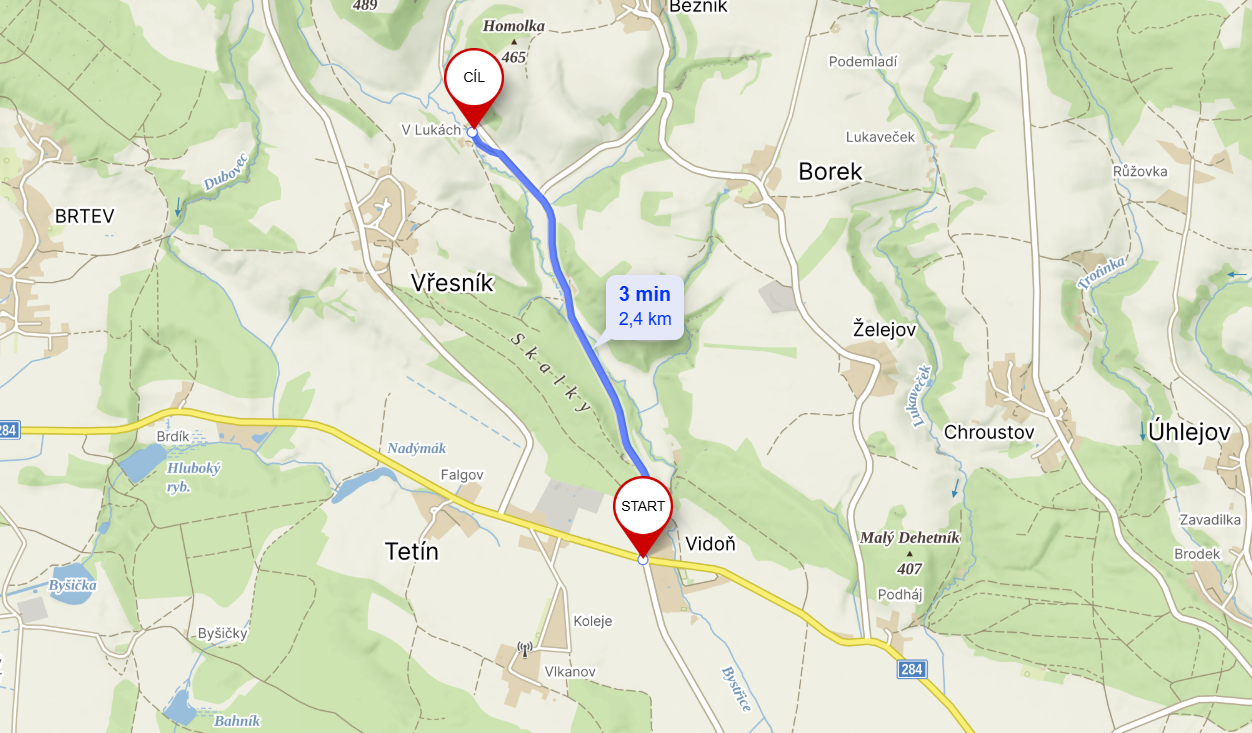 489
Homolka
465
Bezník
Podemladí
CÍL
V Lukách
Lukaveček
Dubovec
Borek
Růžovka
BRTEV
Vřesník
Trotinka
3 min
2,4 km
Želejov
Skalky
Lukaveček
284
Brdík
Nadýmák
Chroustov
Úhlejov
Hluboký
ryb.
Falgov
START
Zavadilka
Tetín
Vidoň
Malý Dehetník
407
Brodek
Byšička
Podháj
Byšičky
Koleje
Vlkanov
284
Bystřice
Bahník